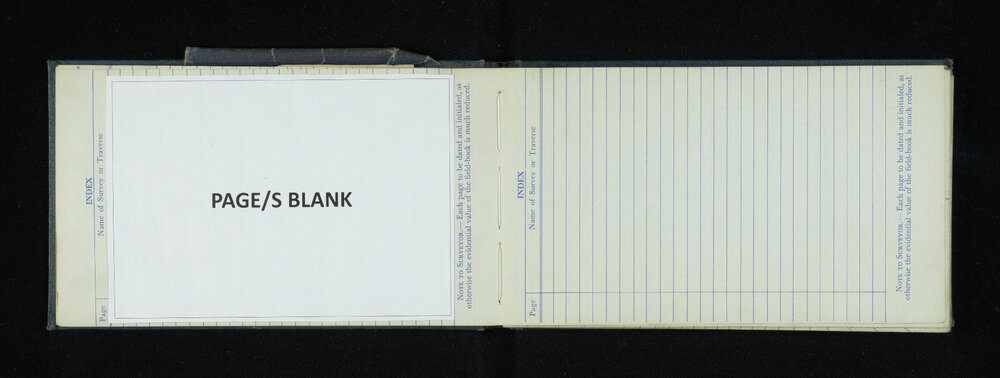 INDEX
Page
Name of Survey or Traverse
PAGE/S BLANK
NOTE TO SURVEYOR.— Each page to be dated and initialed, as
otherwise the evidential value of the field-book is much reduced.
INDEX
Page
Name of Survey or Traverse
NOTE TO SURVEYOR.— Each page to be dated and initialed, as
otherwise the evidential value of the field-book is much reduced.